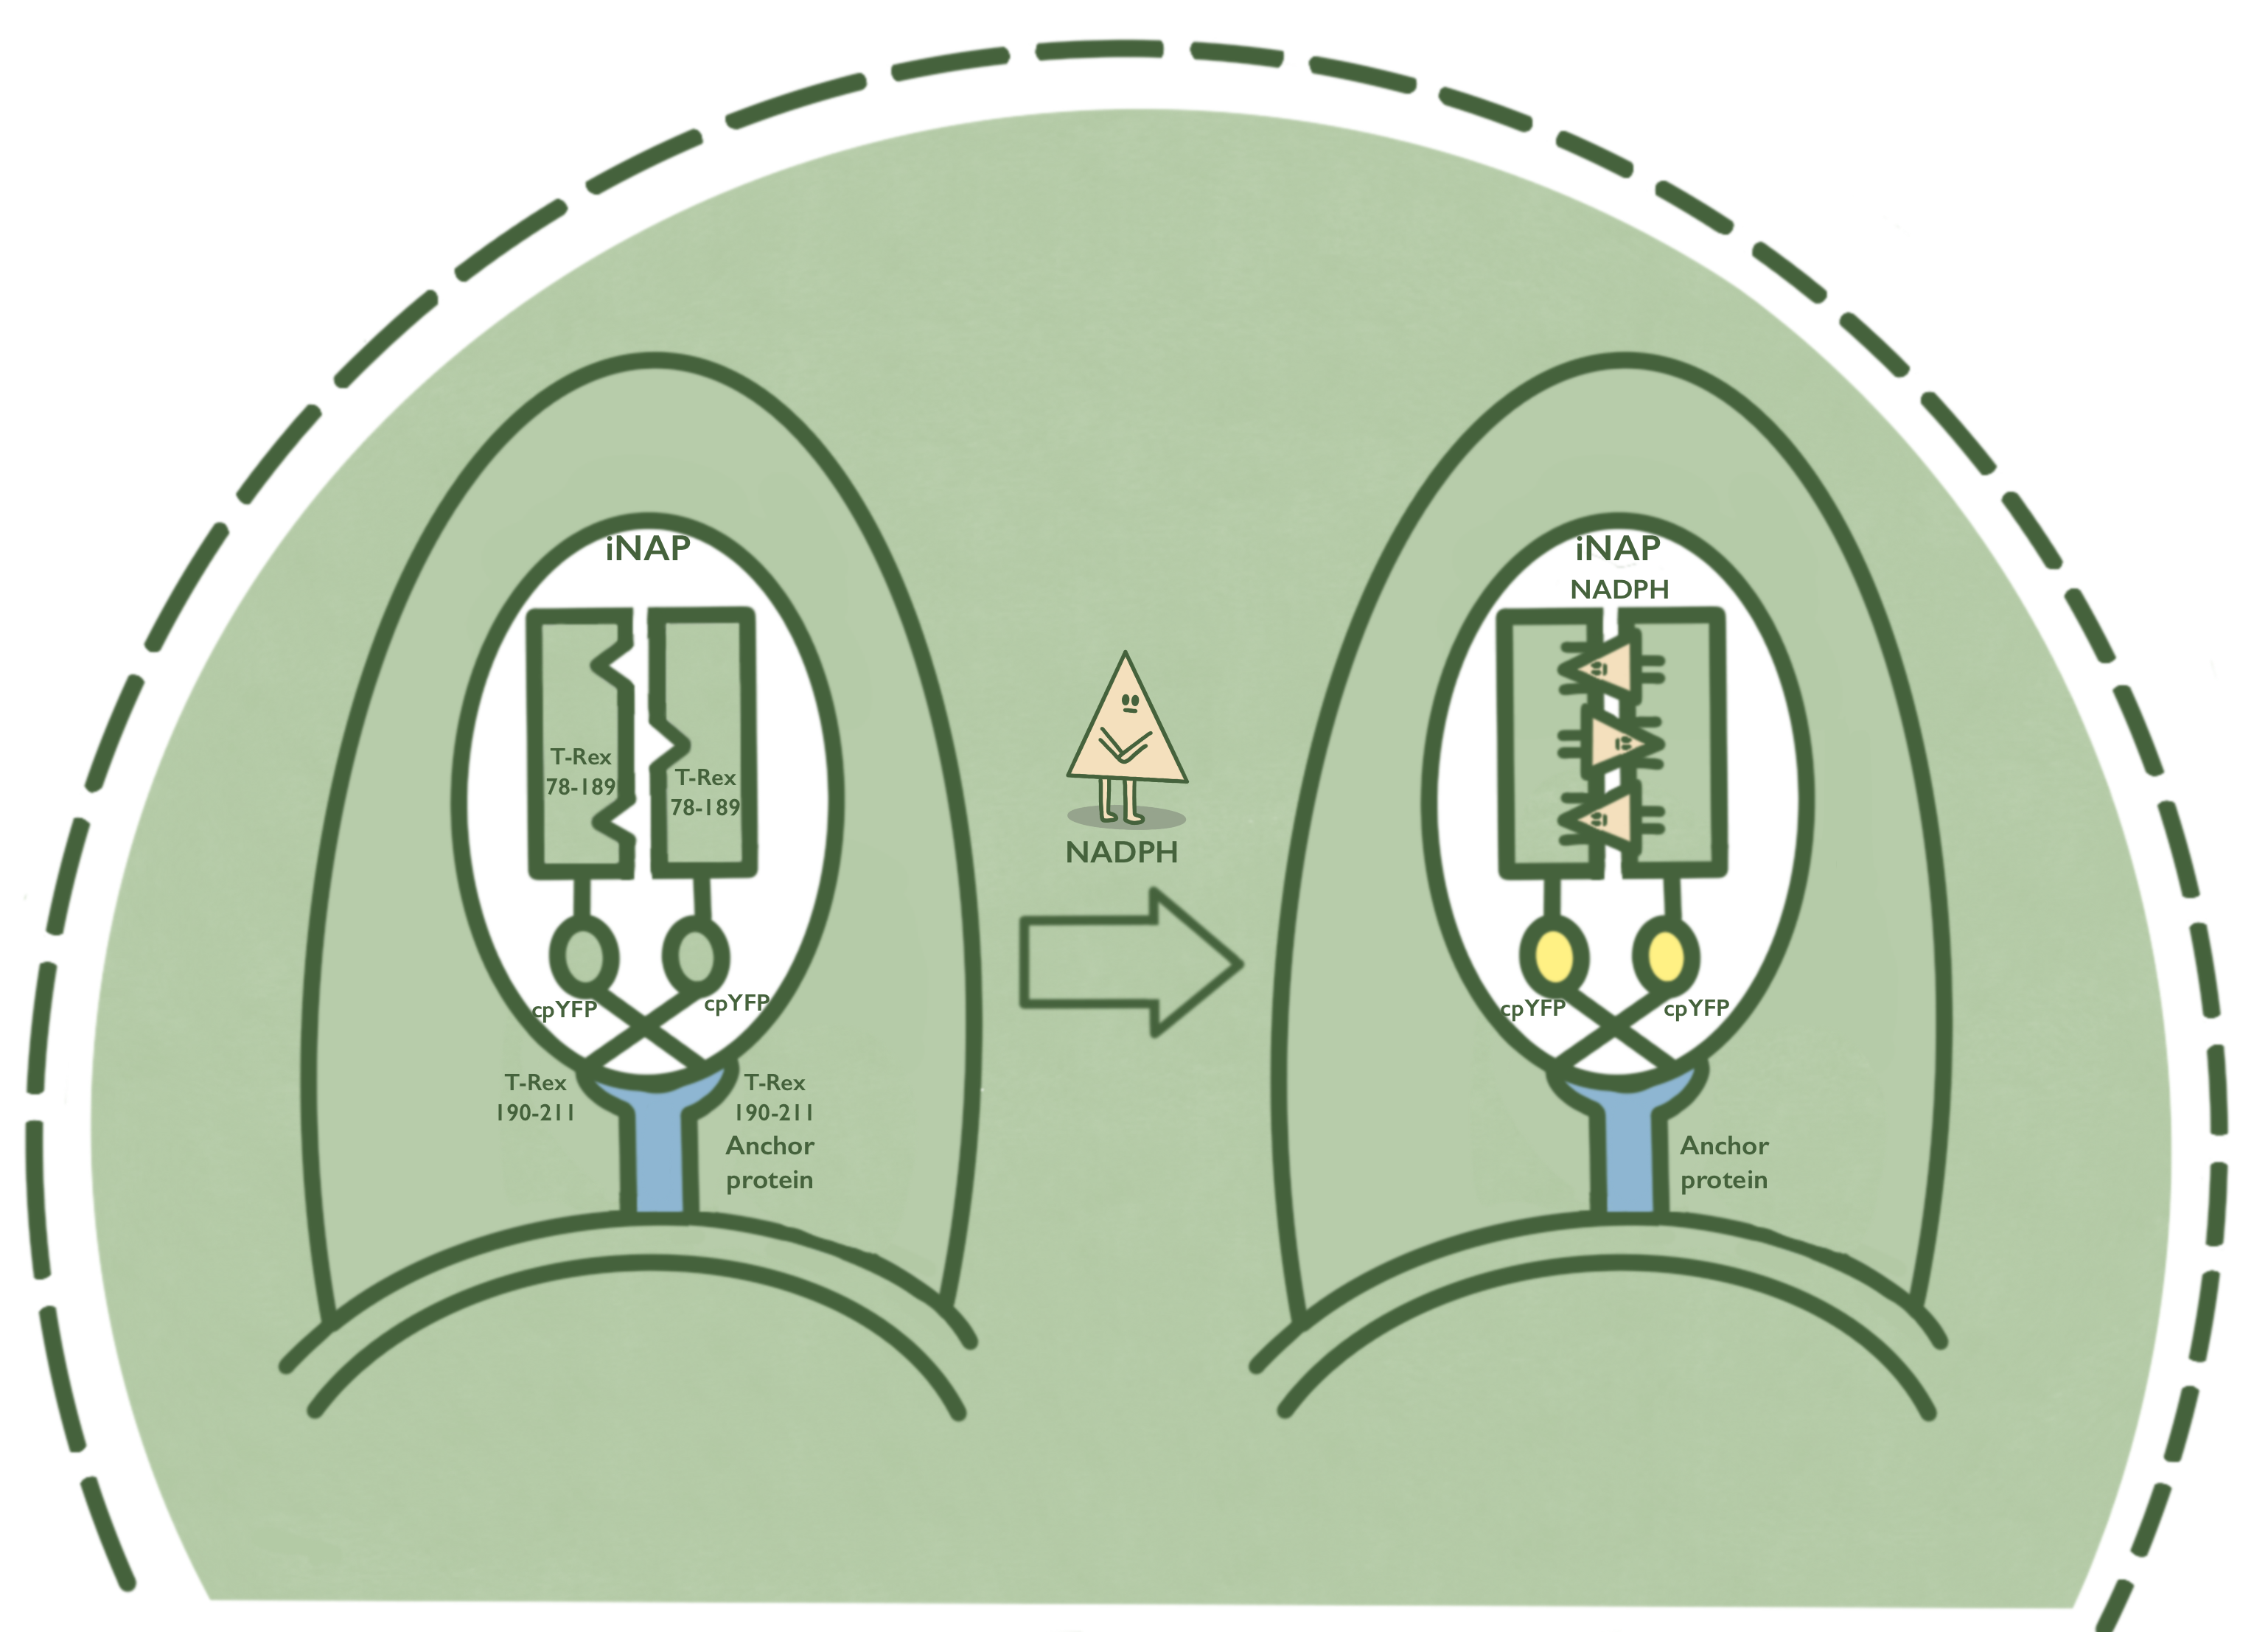 iNAP
T-Rex
78-189
T-Rex
78-189
cpYFP
cpYFP
T-Rex
190-211
T-Rex
190-211
Anchor
protein
NADPH
iNAP
NADPH
cpYFP
cpYFP
Anchor
protein